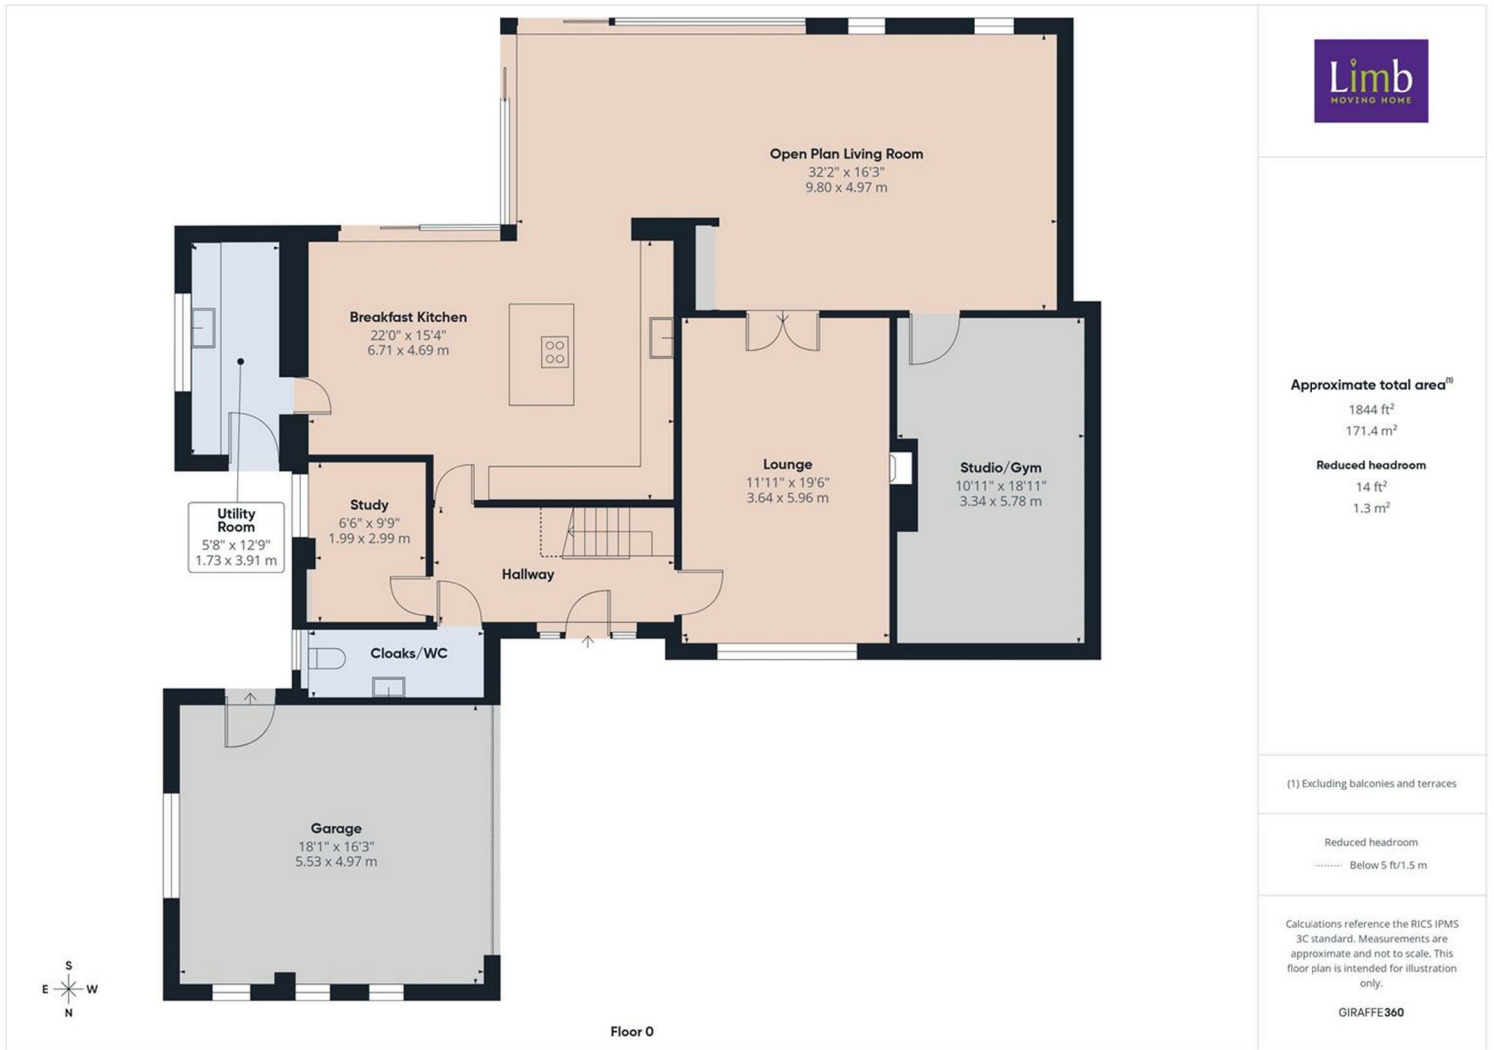 Open Plan Living Room
32'2" x 16'3"
9.80 x 4.97 m
Breakfast Kitchen
22'0" x 15'4"
6.71 x 4.69 m
Lounge
11'11" x 19'6"
3.64 x 5.96 m
Studio/Gym
10'11" x 18'11"
3.34 x 5.78 m
Study
6'6" x 9'9"
1.99 x 2.99 m
Utility
Room
5'8" x 12'9"
1.73 x 3.91 m
Hallway
Cloaks/WC
Garage
18'1" x 16'3"
5.53 x 4.97 m
S
E W
N
Floor 0
Limb
MOVING HOME
Approximate total area(1)
1844 ft²
171.4 m²
Reduced headroom
14 ft²
1.3 m²
(1) Excluding balconies and terraces
Reduced headroom
Below 5 ft/1.5 m
Calculations reference the RICS IPMS
3C standard. Measurements are
approximate and not to scale. This
floor plan is intended for illustration
only.
GIRAFFE360